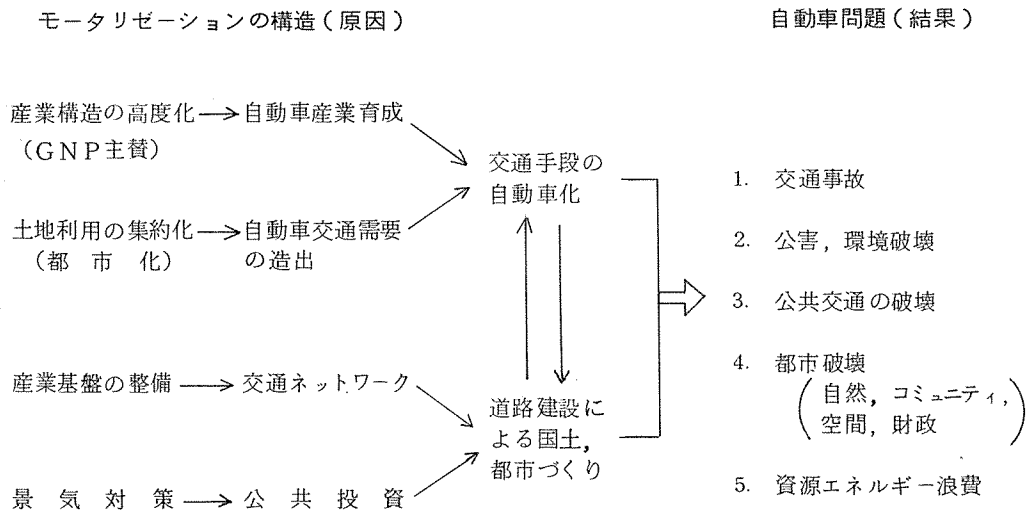 モータリゼーションの構造(原因)
自動車問題(結果)
産業構造の高度化
(GNP主賛)
自動車産業育成
土地利用の集約化
(都市化)
自動車交通需要
の造出
産業基盤の整備
交通ネットワーク
景気対策
公共投資
交通手段の
自動車化
道路建設に
よる国土,
都市づくり
1. 交通事故
2. 公害, 環境破壊
3. 公共交通の破壊
4. 都市破壊
(自然, コミュニティ,
空間, 財政)
5. 資源エネルギー浪費